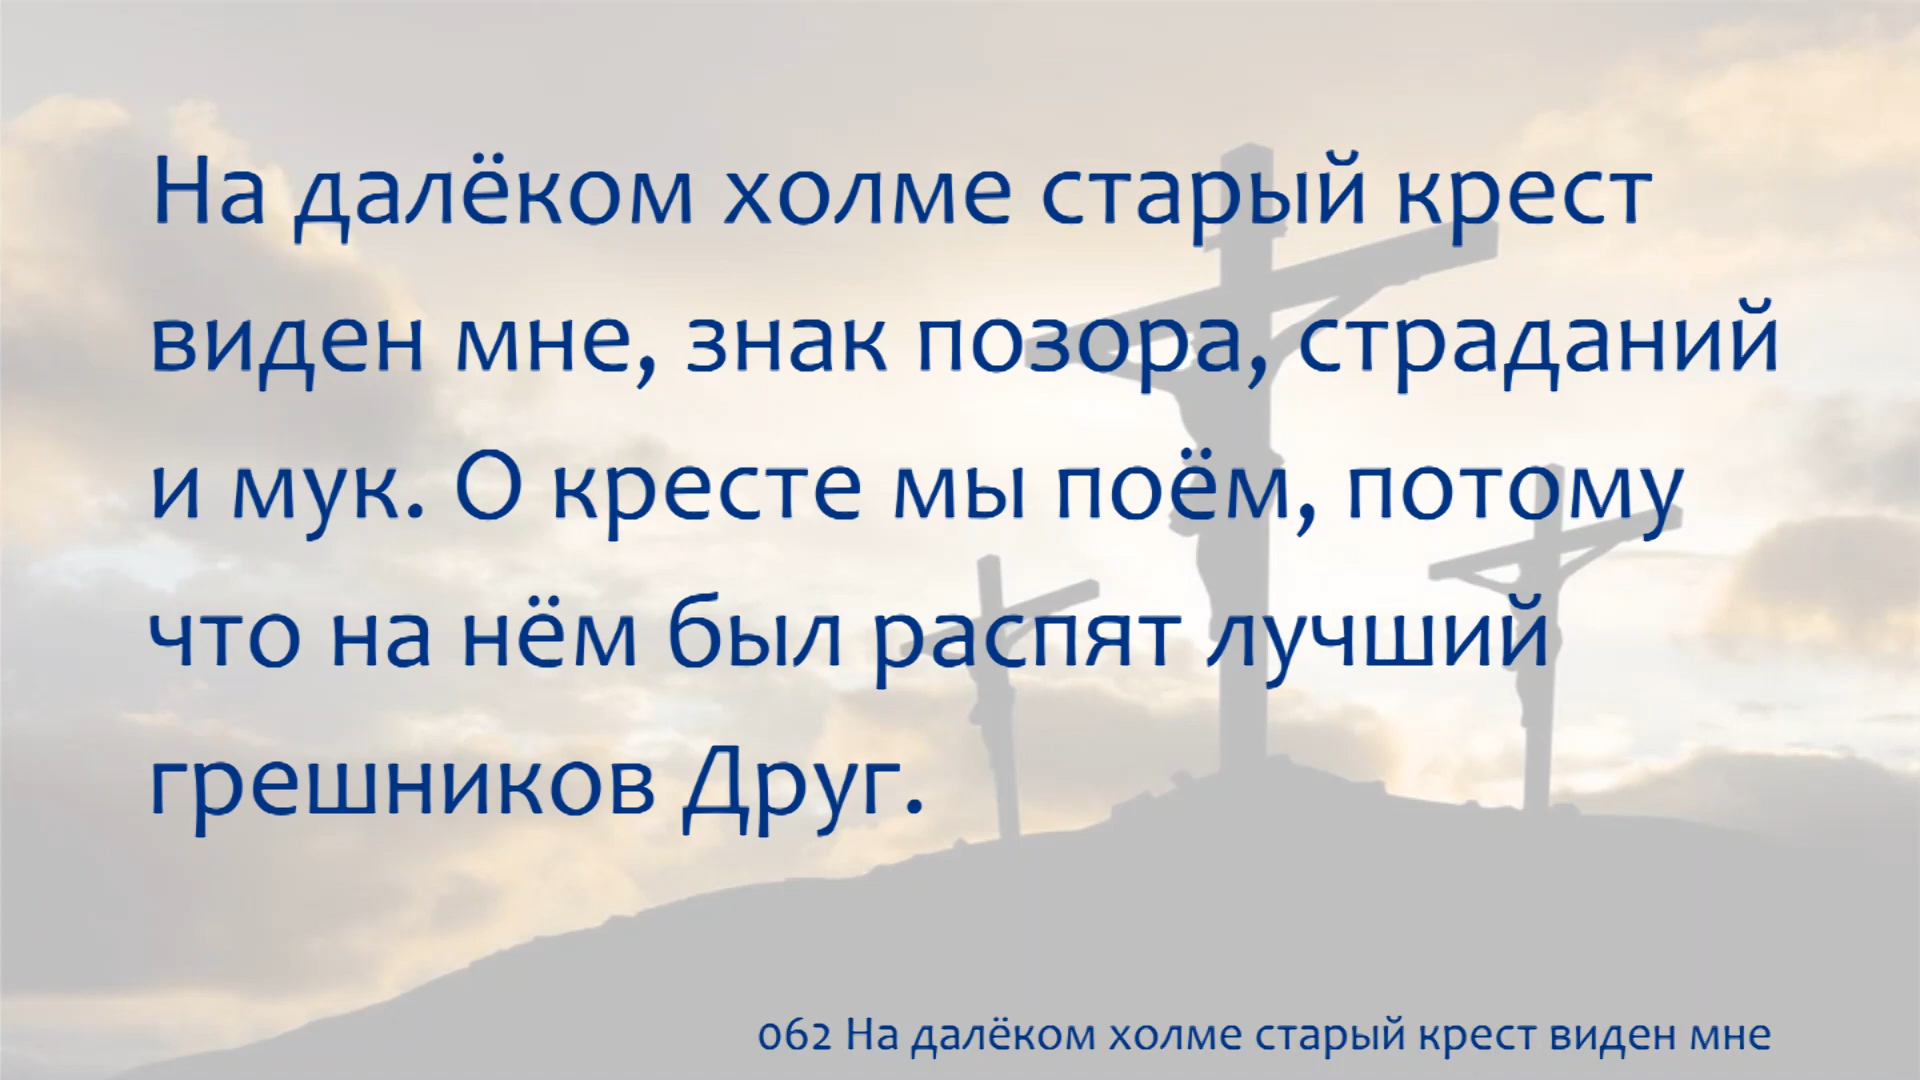 На далёком холме старый крест
виден мне, знак позора, страданий
и мук. О кресте мы поём, потому
что на нём был распят лучший
грешников Друг.
062 На далёком холме старый крест виден мне